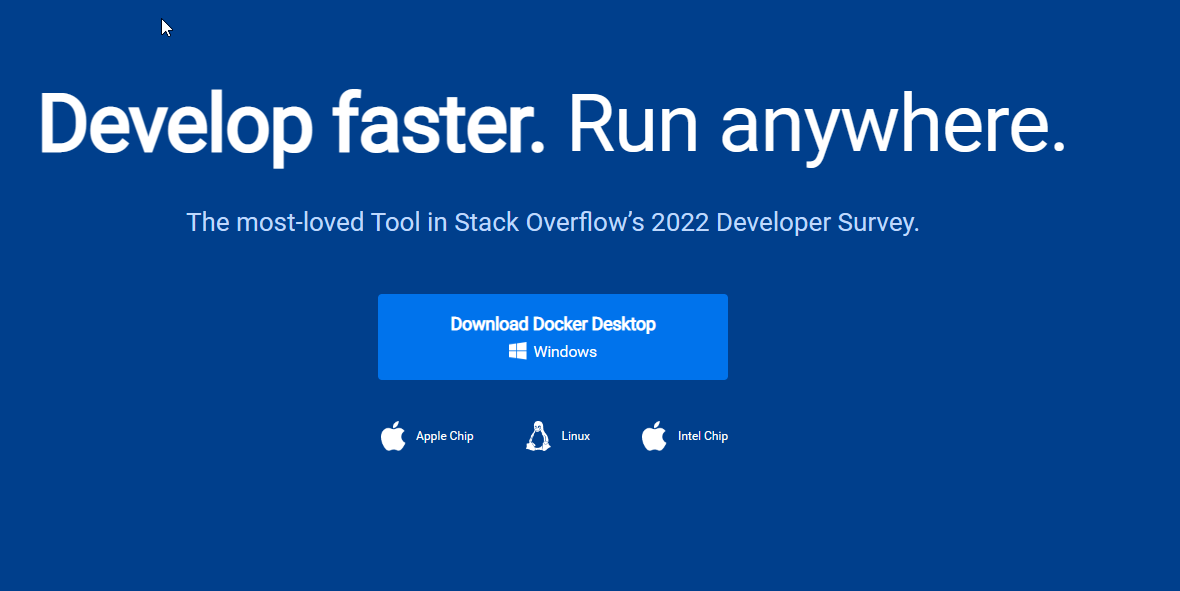 Develop faster. Run anywhere.
The most-loved Tool in Stack Overflow’s 2022 Developer Survey.
Download Docker Desktop
Windows
Apple Chip
Linux
Intel Chip